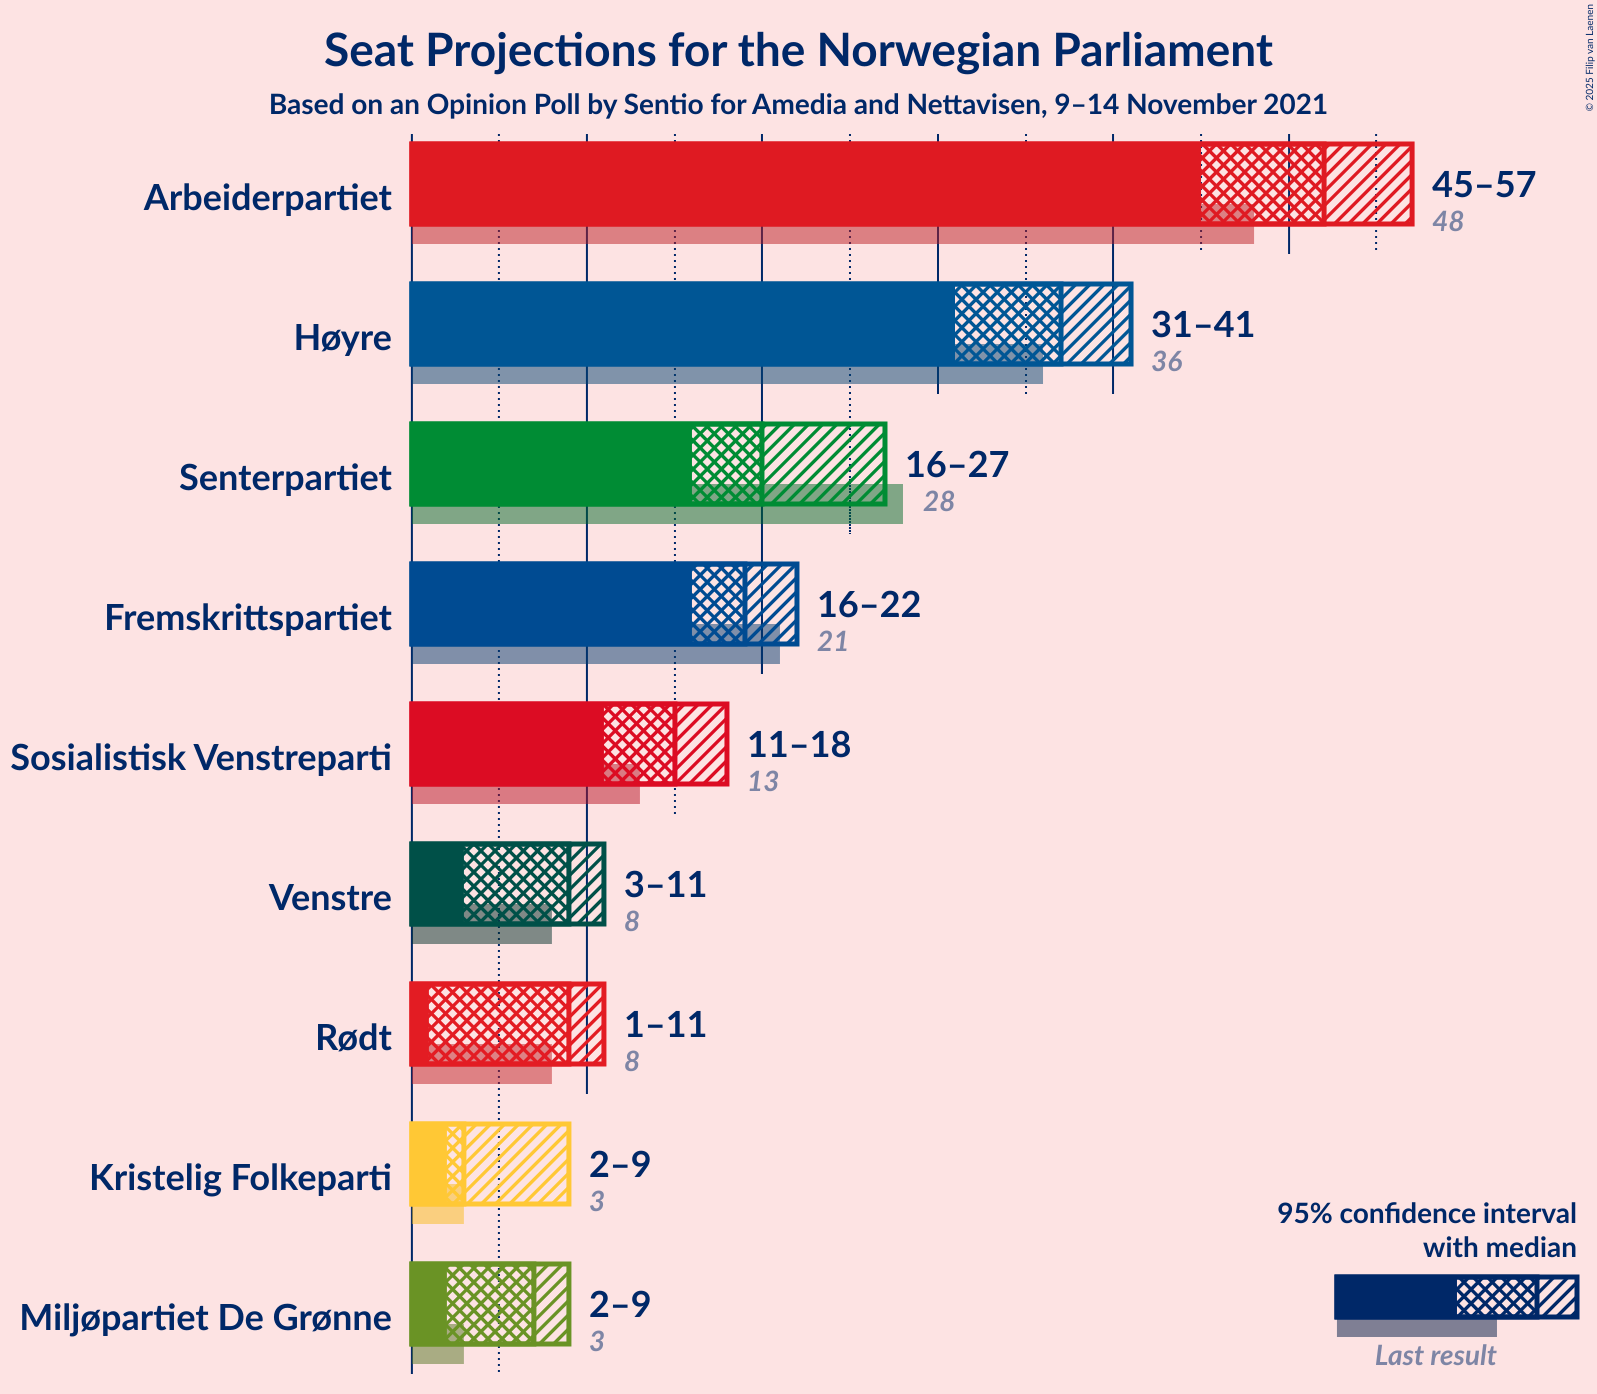 Seat Projections for the Norwegian Parliament
Based on an Opinion Poll by Sentio for Amedia and Nettavisen, 9–14 November 2021
© 2025 Filip van Laenen
Arbeiderpartiet
45–57
48
Høyre
31–41
36
Senterpartiet
16–27
28
Fremskrittspartiet
16–22
21
Sosialistisk Venstreparti
11–18
13
Venstre
3–11
8
Rødt
1–11
8
Kristelig Folkeparti
2–9
3
Miljøpartiet De Grønne
2–9
3
95% confidence interval
with median
Last result